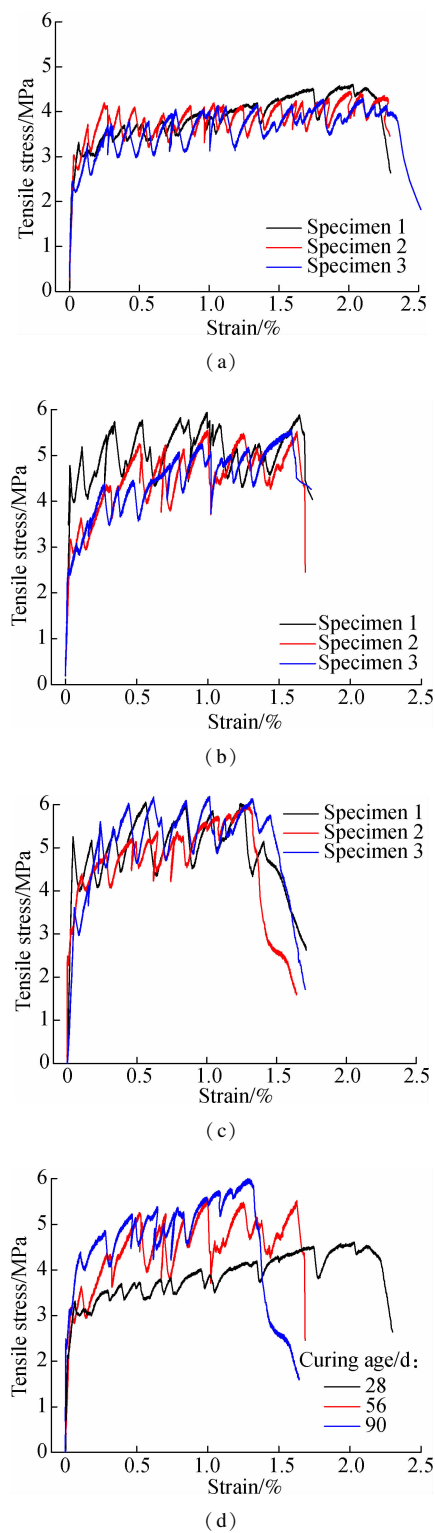 6
5
4
3
2
1
0
Tensile stress/MPa
Specimen 1
Specimen 2
Specimen 3
0 0.5 1.0 1.5 2.0 2.5
Strain/%
(a)
6
5
4
3
2
1
0
Tensile stress/MPa
Specimen 1
Specimen 2
Specimen 3
0 0.5 1.0 1.5 2.0 2.5
Strain/%
(b)
6
5
4
3
2
1
0
Tensile stress/MPa
Specimen 1
Specimen 2
Specimen 3
0 0.5 1.0 1.5 2.0 2.5
Strain/%
(c)
6
5
4
3
2
1
0
Tensile stress/MPa
Curing age/d:
28
56
90
0 0.5 1.0 1.5 2.0 2.5
Strain/%
(d)